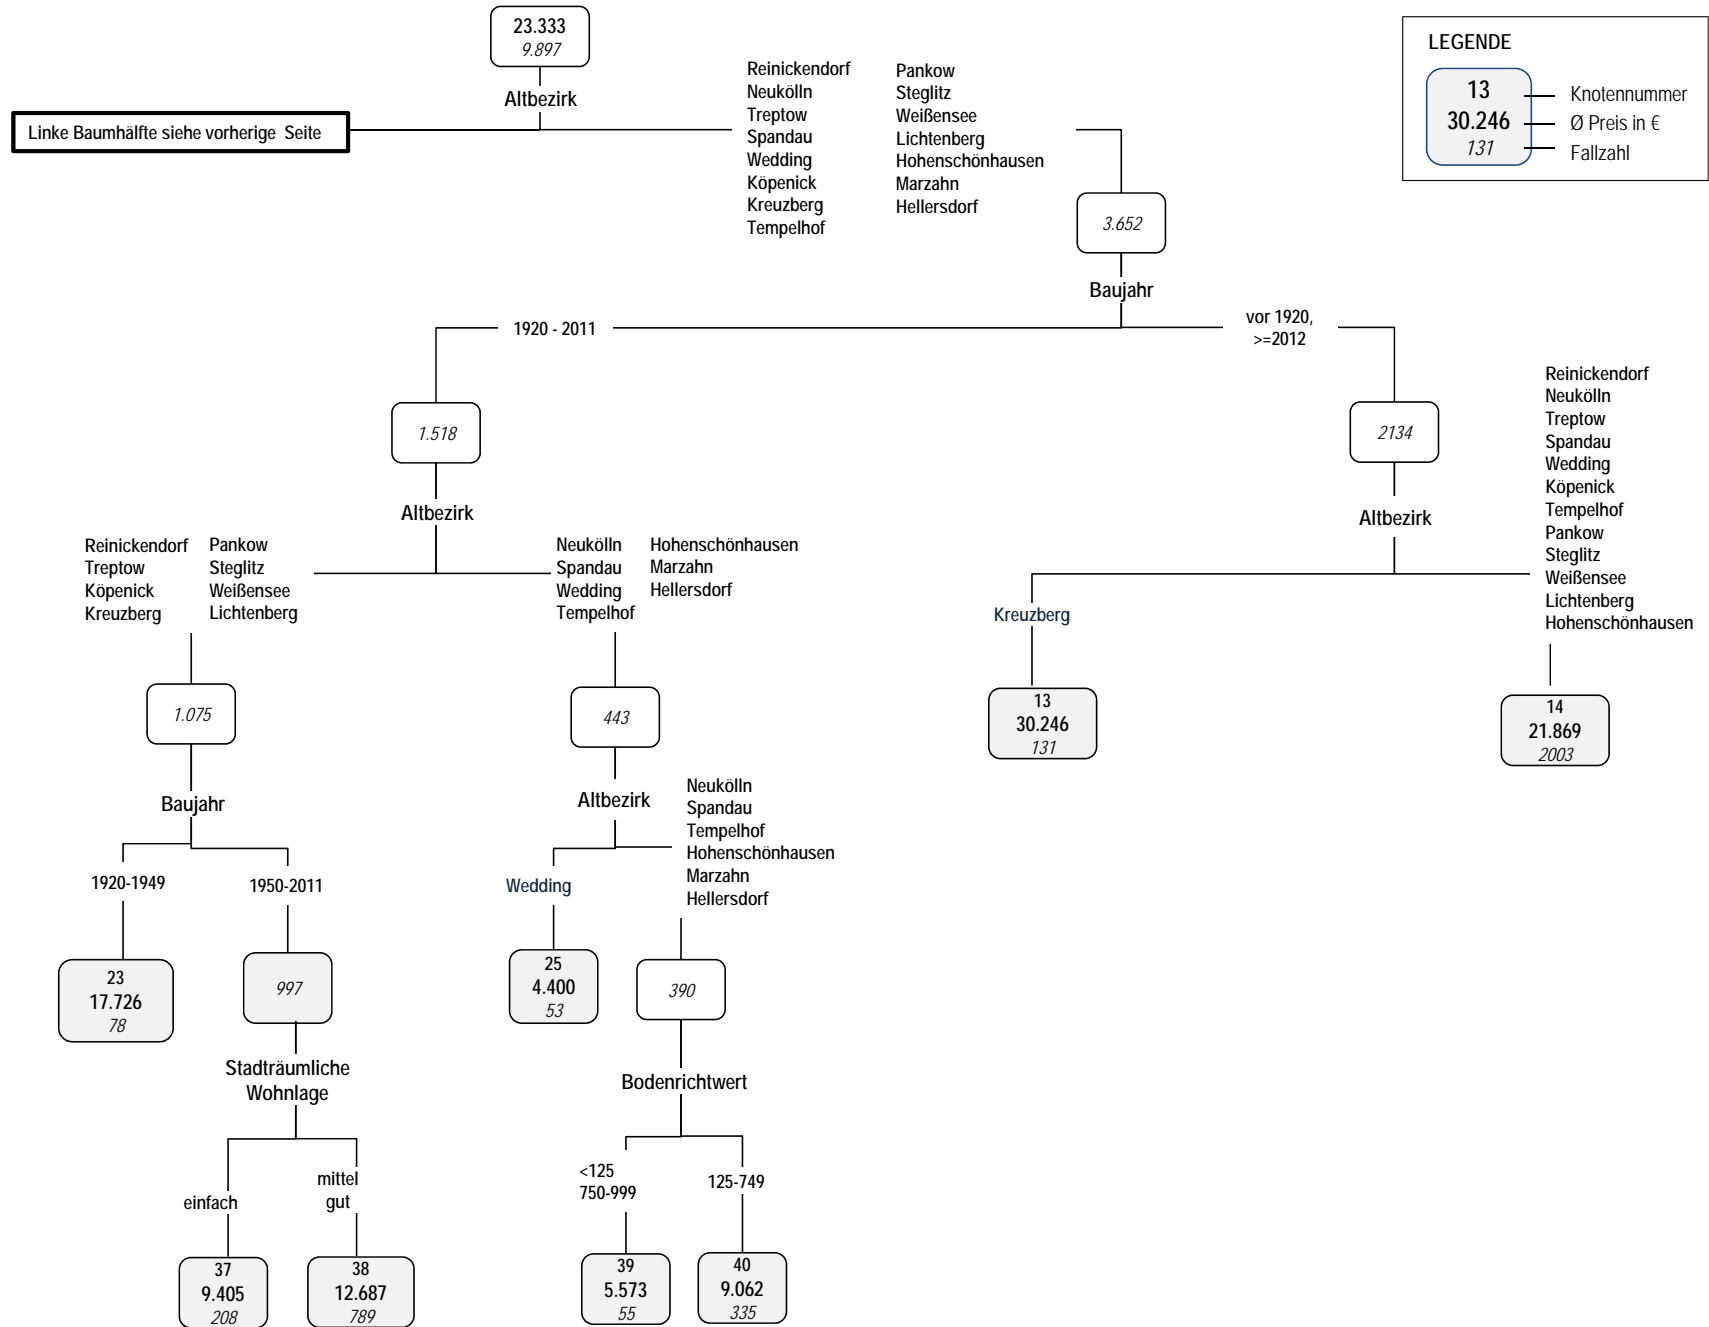 23.333
9.897
Altbezirk
Linke Baumhälfte siehe vorherige Seite
Reinickendorf
Neukölln
Treptow
Spandau
Wedding
Köpenick
Kreuzberg
Tempelhof
Pankow
Steglitz
Weißensee
Lichtenberg
Hohenschönhausen
Marzahn
Hellersdorf
LEGENDE
13
30.246
131
Knotennummer
Ø Preis in €
Fallzahl
3.652
Baujahr
1920 - 2011
vor 1920,
>=2012
1.518
Altbezirk
2134
Altbezirk
Reinickendorf
Neukölln
Treptow
Spandau
Wedding
Köpenick
Tempelhof
Pankow
Steglitz
Weißensee
Lichtenberg
Hohenschönhausen
Reinickendorf
Treptow
Köpenick
Kreuzberg
Pankow
Steglitz
Weißensee
Lichtenberg
Neukölln
Spandau
Wedding
Tempelhof
Hohenschönhausen
Marzahn
Hellersdorf
Kreuzberg
13
30.246
131
14
21.869
2003
1.075
Baujahr
443
Altbezirk
Neukölln
Spandau
Tempelhof
Hohenschönhausen
Marzahn
Hellersdorf
1920-1949
1950-2011
Wedding
23
17.726
78
997
25
4.400
53
390
Stadträumliche
Wohnlage
Bodenrichtwert
einfach
mittel
gut
<125
750-999
125-749
37
9.405
208
38
12.687
789
39
5.573
55
40
9.062
335